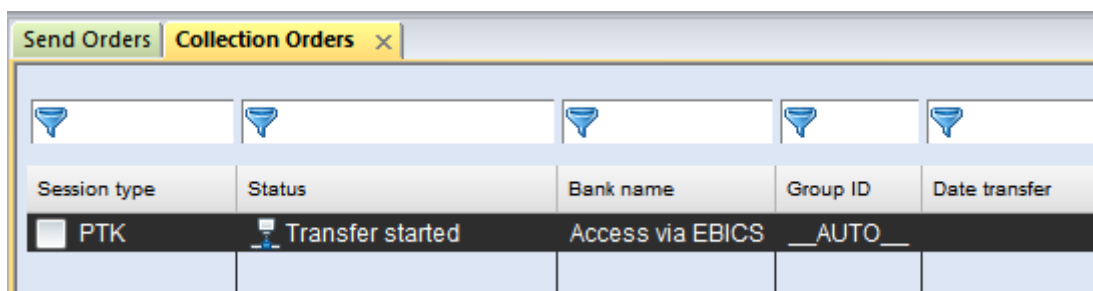 Send Orders Collection Orders
Session type Status Bank name Group ID Date transfer
PTK Transfer started Access via EBICS __AUTO__